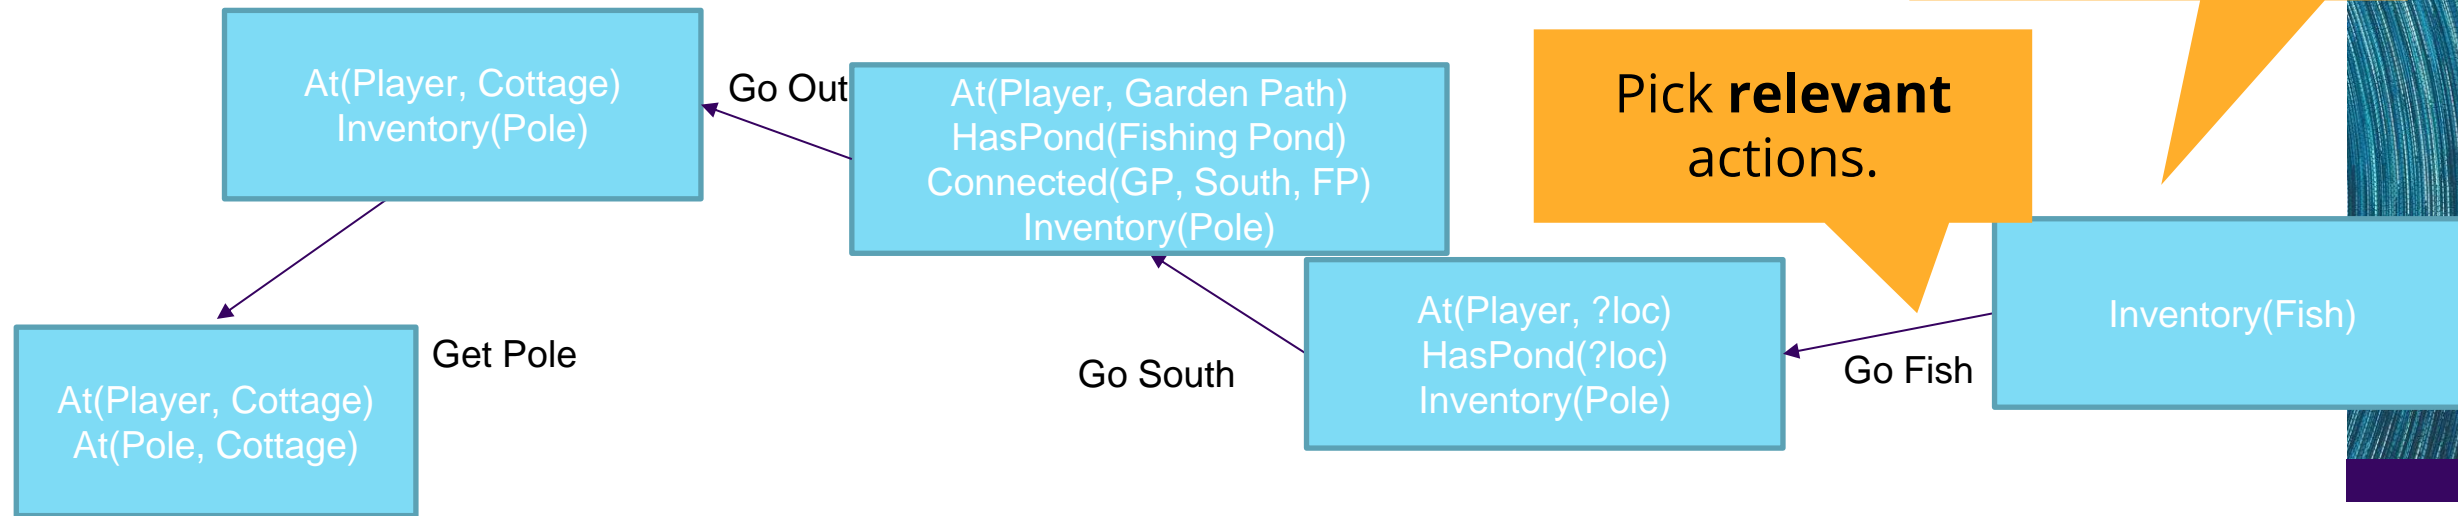 At(Player, Cottage)
Inventory(Pole)
Go Out
At(Player, Garden Path)
HasPond(Fishing Pond)
Connected(GP, South, FP)
Inventory(Pole)
Pick relevant
actions.
At(Player, Cottage)
At(Pole, Cottage)
Get Pole
Go South
At(Player, ?loc)
HasPond(?loc)
Inventory(Pole)
Go Fish
Inventory(Fish)